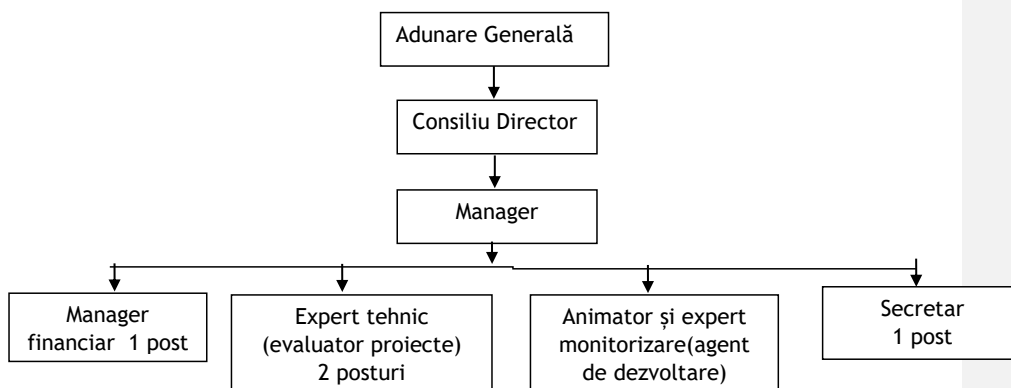 Adunare Generală
Consiliu Director
Manager
Manager
financiar 1 post
Expert tehnic
(evaluator proiecte)
2 posturi
Animator și expert
monitorizare(agent
de dezvoltare)
Secretar
1 post